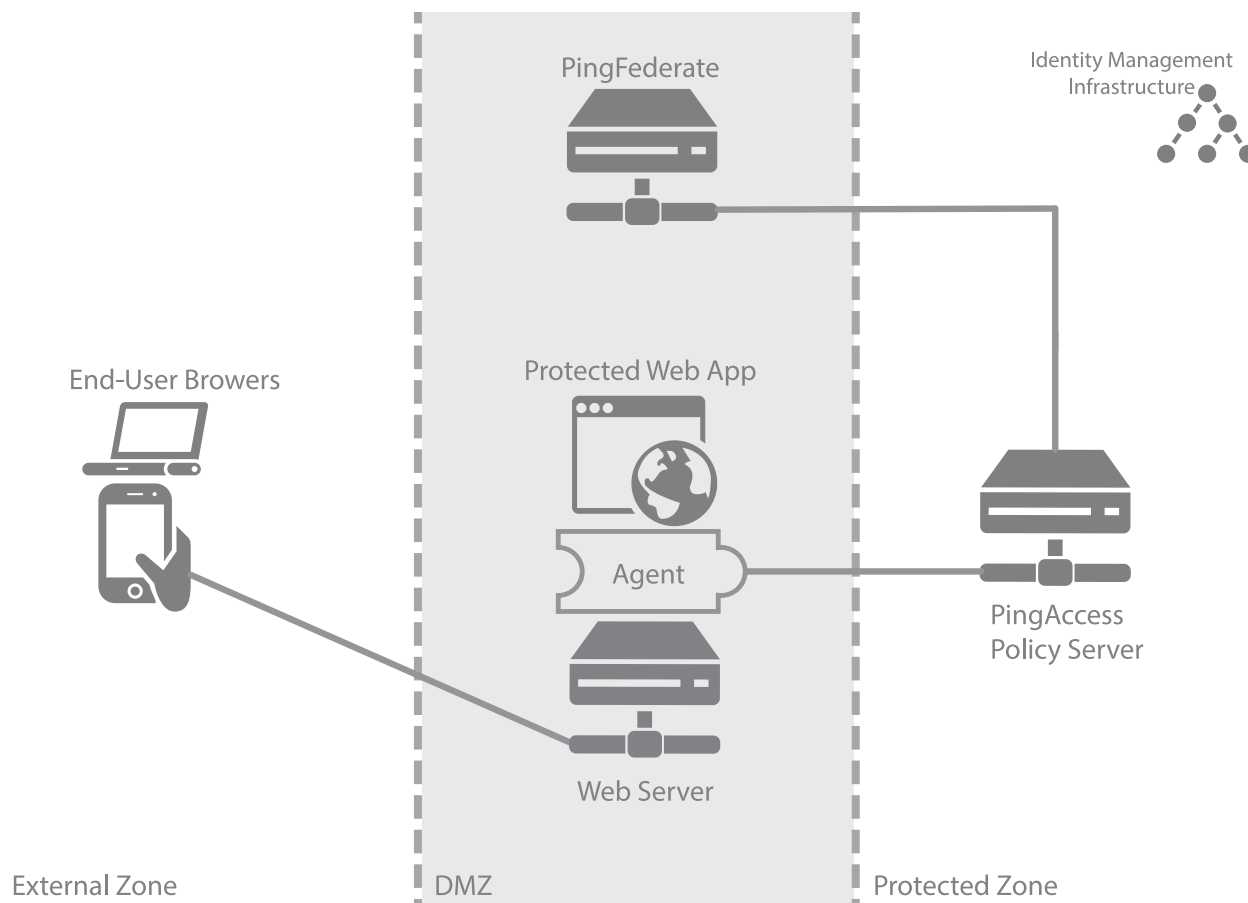 PingFederate
Identity Management
Infrastructure
End-User Browers
Protected Web App
Agent
PingAccess
Policy Server
Web Server
External Zone
DMZ
Protected Zone